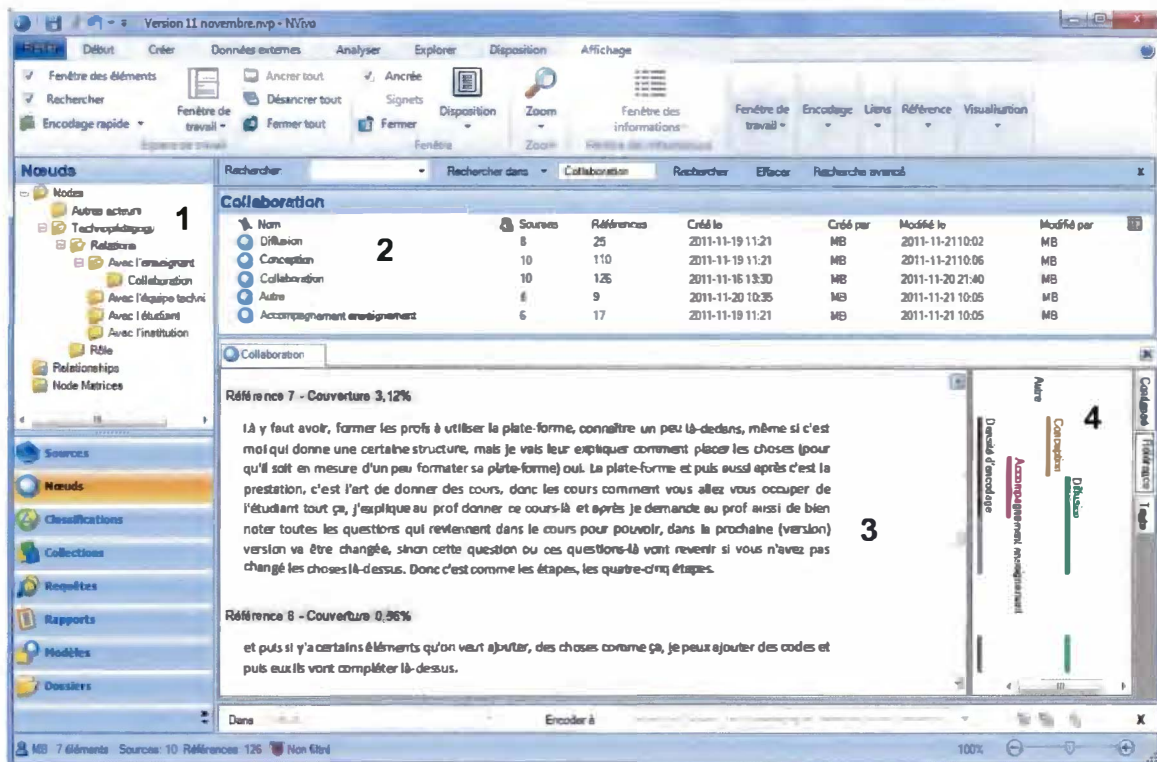 Version 11 novembre.nvp - NVivo
Début Créer Données externes Analyser Explorer Disposition Affichage
Fenêtre des éléments
Rechercher
Encodage rapide
Fenêtre de travail
Ancrer tout
Désancrer tout
Fermer tout
Ancrée
Signets
Fermer
Disposition
Zoom
Fenêtre des informations
Fenêtre de travail
Encodage
Liens
Référence
Visualisation
Fenêtre
Zoom
Nœuds
Rechercher Rechercher dans Collaboration Rechercher Effacer Recherche avancé X
Nodes
Autres acteurs
1
Technopédagogy
Relations
Avec l'enseignant
Collaboration
Avec l'équipe techni
Avec l'étudiant
Avec l'institution
Rôle
Relationships
Node Matrices
Collaboration
2
Nom Sources Références Créé le Créé par Modifié le Modifié par
Diffusion 8 25 2011-11-19 11:21 MB 2011-11-21 10:02 MB
Conception 10 110 2011-11-19 11:21 MB 2011-11-21 10:06 MB
Collaboration 10 126 2011-11-16 13:30 MB 2011-11-20 21:40 MB
Autre 9 2011-11-20 10:35 MB 2011-11-21 10:05 MB
Accompagnement enseignement 6 17 2011-11-19 11:21 MB 2011-11-21 10:05 MB
Sources
Nœuds
Classifications
Collections
Requêtes
Rapports
Modèles
Dossiers
Collaboration
Référence 7 - Couverture 3,12%
Là y faut avoir, former les profs à utiliser la plate-forme, connaître un peu là-dedans, même si c'est
moi qui donne une certaine structure, mais je vais leur expliquer comment placer les choses (pour
qu'il soit en mesure d'un peu formater sa plate-forme) oui. La plate-forme et puis aussi après c'est la
prestation, c'est l'art de donner des cours, donc les cours comment vous allez vous occuper de
l'étudiant tout ça, j'explique au prof donner ce cours-là et après je demande au prof aussi de bien
noter toutes les questions qui reviennent dans le cours pour pouvoir, dans la prochaine (version)
version va être changée, sinon cette question ou ces questions-là vont revenir si vous n'avez pas
changé les choses là-dessus. Donc c'est comme les étapes, les quatre-cinq étapes.
3
Référence 8 - Couverture 0,96%
et puis si y'a certains éléments qu'on veut ajouter, des choses comme ça, je peux ajouter des codes et
puis eux ils vont compléter là-dessus.
4
Autre
Densité d'encodage
Conception
Accompagnement enseignement
Diffusion
Référence
Texte
Dans Encoder à X
MB 7 éléments Sources: 10 Références 126 Non filtré 100%